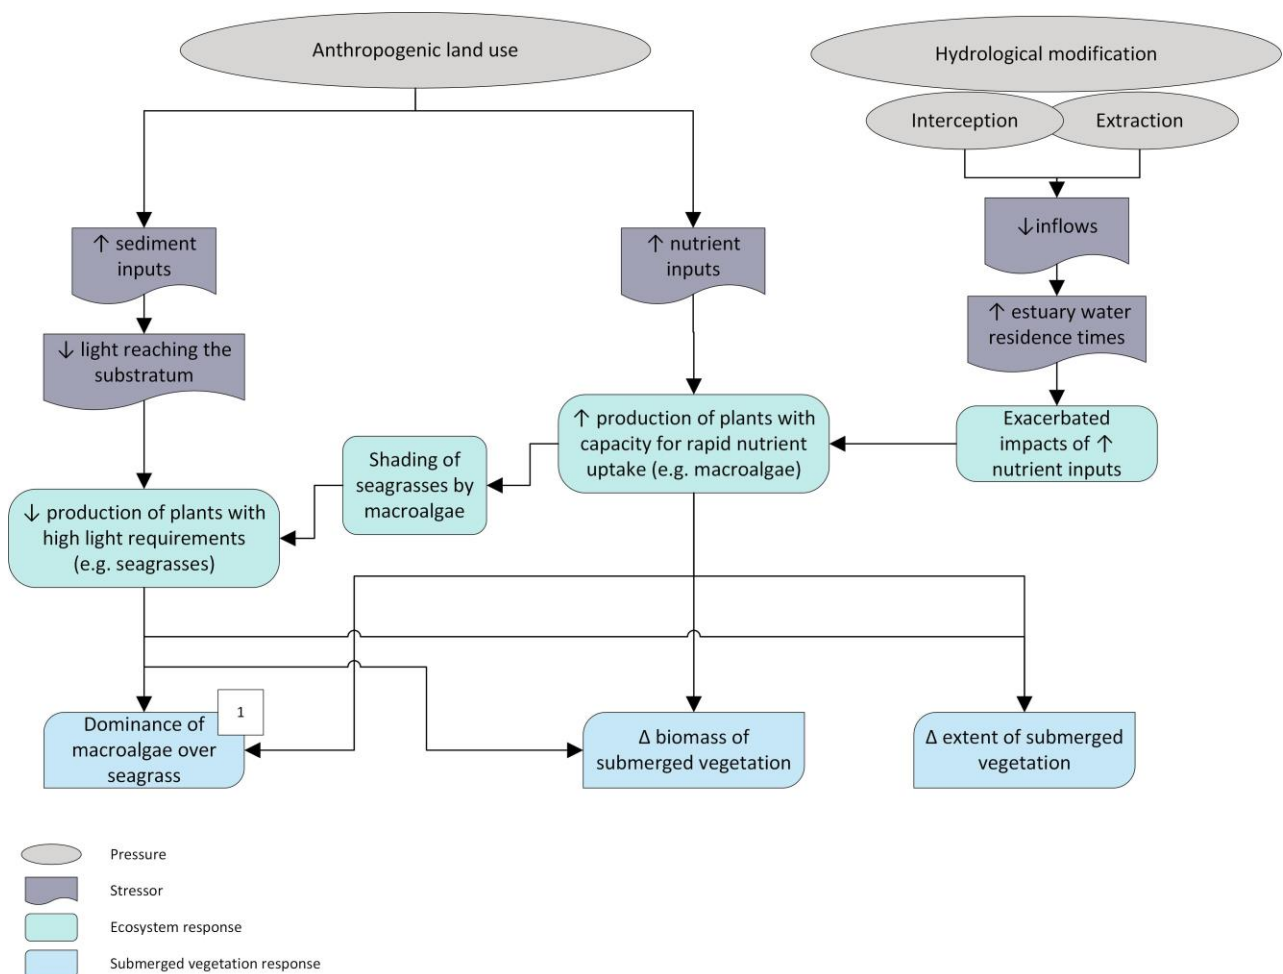 Anthropogenic land use
Hydrological modification
Interception
Extraction
↑ sediment
inputs
↑ nutrient
inputs
↓inflows
↑ estuary water
residence times
↓ light reaching the
substratum
↑ production of plants with
capacity for rapid nutrient
uptake (e.g. macroalgae)
Exacerbated
impacts of ↑
nutrient inputs
Shading of
seagrasses by
macroalgae
↓ production of plants with
high light requirements
(e.g. seagrasses)
1
Dominance of
macroalgae over
seagrass
Δ biomass of
submerged vegetation
Δ extent of submerged
vegetation
Pressure
Stressor
Ecosystem response
Submerged vegetation response